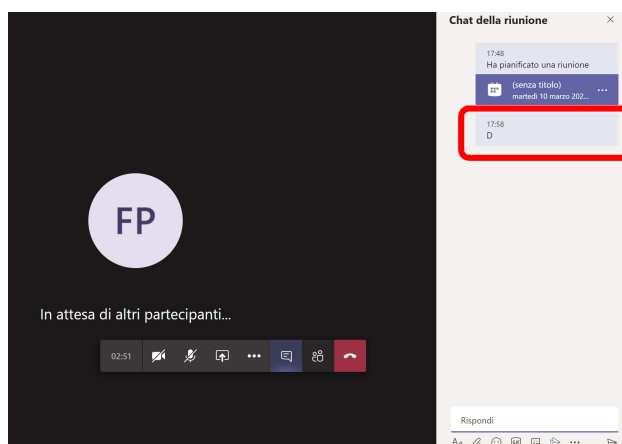 Chat della riunione
17:48
Ha pianificato una riunione
(senza titolo)
martedì 10 marzo 202...
17:58
D
FP
In attesa di altri partecipanti...
02:51
Rispondi